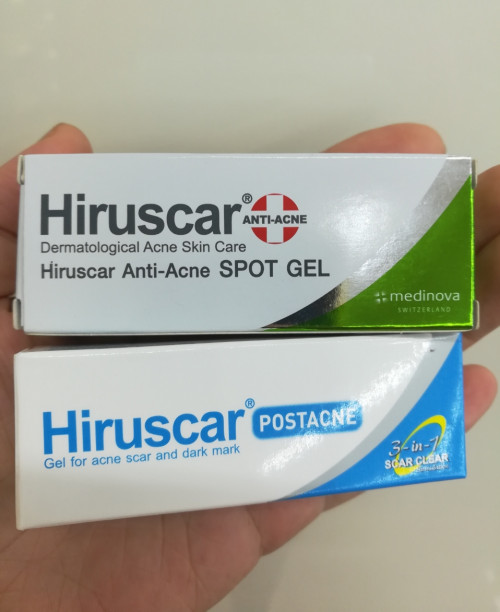 Hiruscar® ANTI-ACNE
Dermatological Acne Skin Care
Hiruscar Anti-Acne SPOT GEL
medinova
SWITZERLAND
Hiruscar® POSTACNE
Gel for acne scar and dark mark
3-in-1
SCAR CLEAR